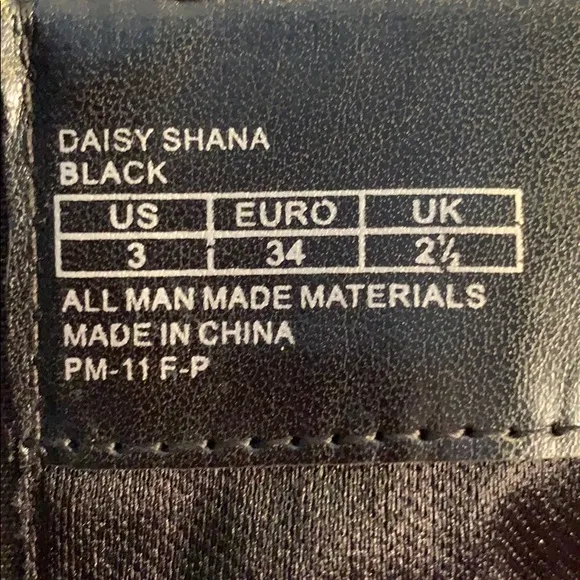 DAISY SHANA
BLACK
US EURO UK
3 34 2½
ALL MAN MADE MATERIALS
MADE IN CHINA
PM-11 F-P